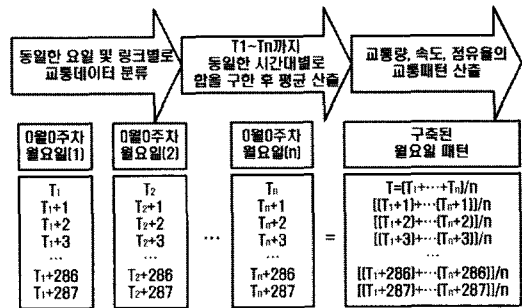 동일한 요일 및 링크별로
교통데이터 분류
T1~Tn까지
동일한 시간대별로
합을 구한 후 평균 산출
교통량, 속도, 점유율의
교통패턴 산출
0월0주차
월요일(1)
0월0주차
월요일(2)
0월0주차
월요일(n)
구축된
월요일 패턴
T₁
T₁+1
T₁+2
T₁+3
...
T₁+286
T₁+287
T₂
T₂+1
T₂+2
T₂+3
...
T₂+286
T₂+287
...
Tₙ
Tₙ+1
Tₙ+2
Tₙ+3
...
Tₙ+286
Tₙ+287
=
T=(T₁+···+Tₙ)/n
[(T₁+1)+···(Tₙ+1)]/n
[(T₁+2)+···(Tₙ+2)]/n
[(T₁+3)+···(Tₙ+3)]/n
...
[(T₁+286)+···(Tₙ+286)]/n
[(T₁+287)+···(Tₙ+287)]/n